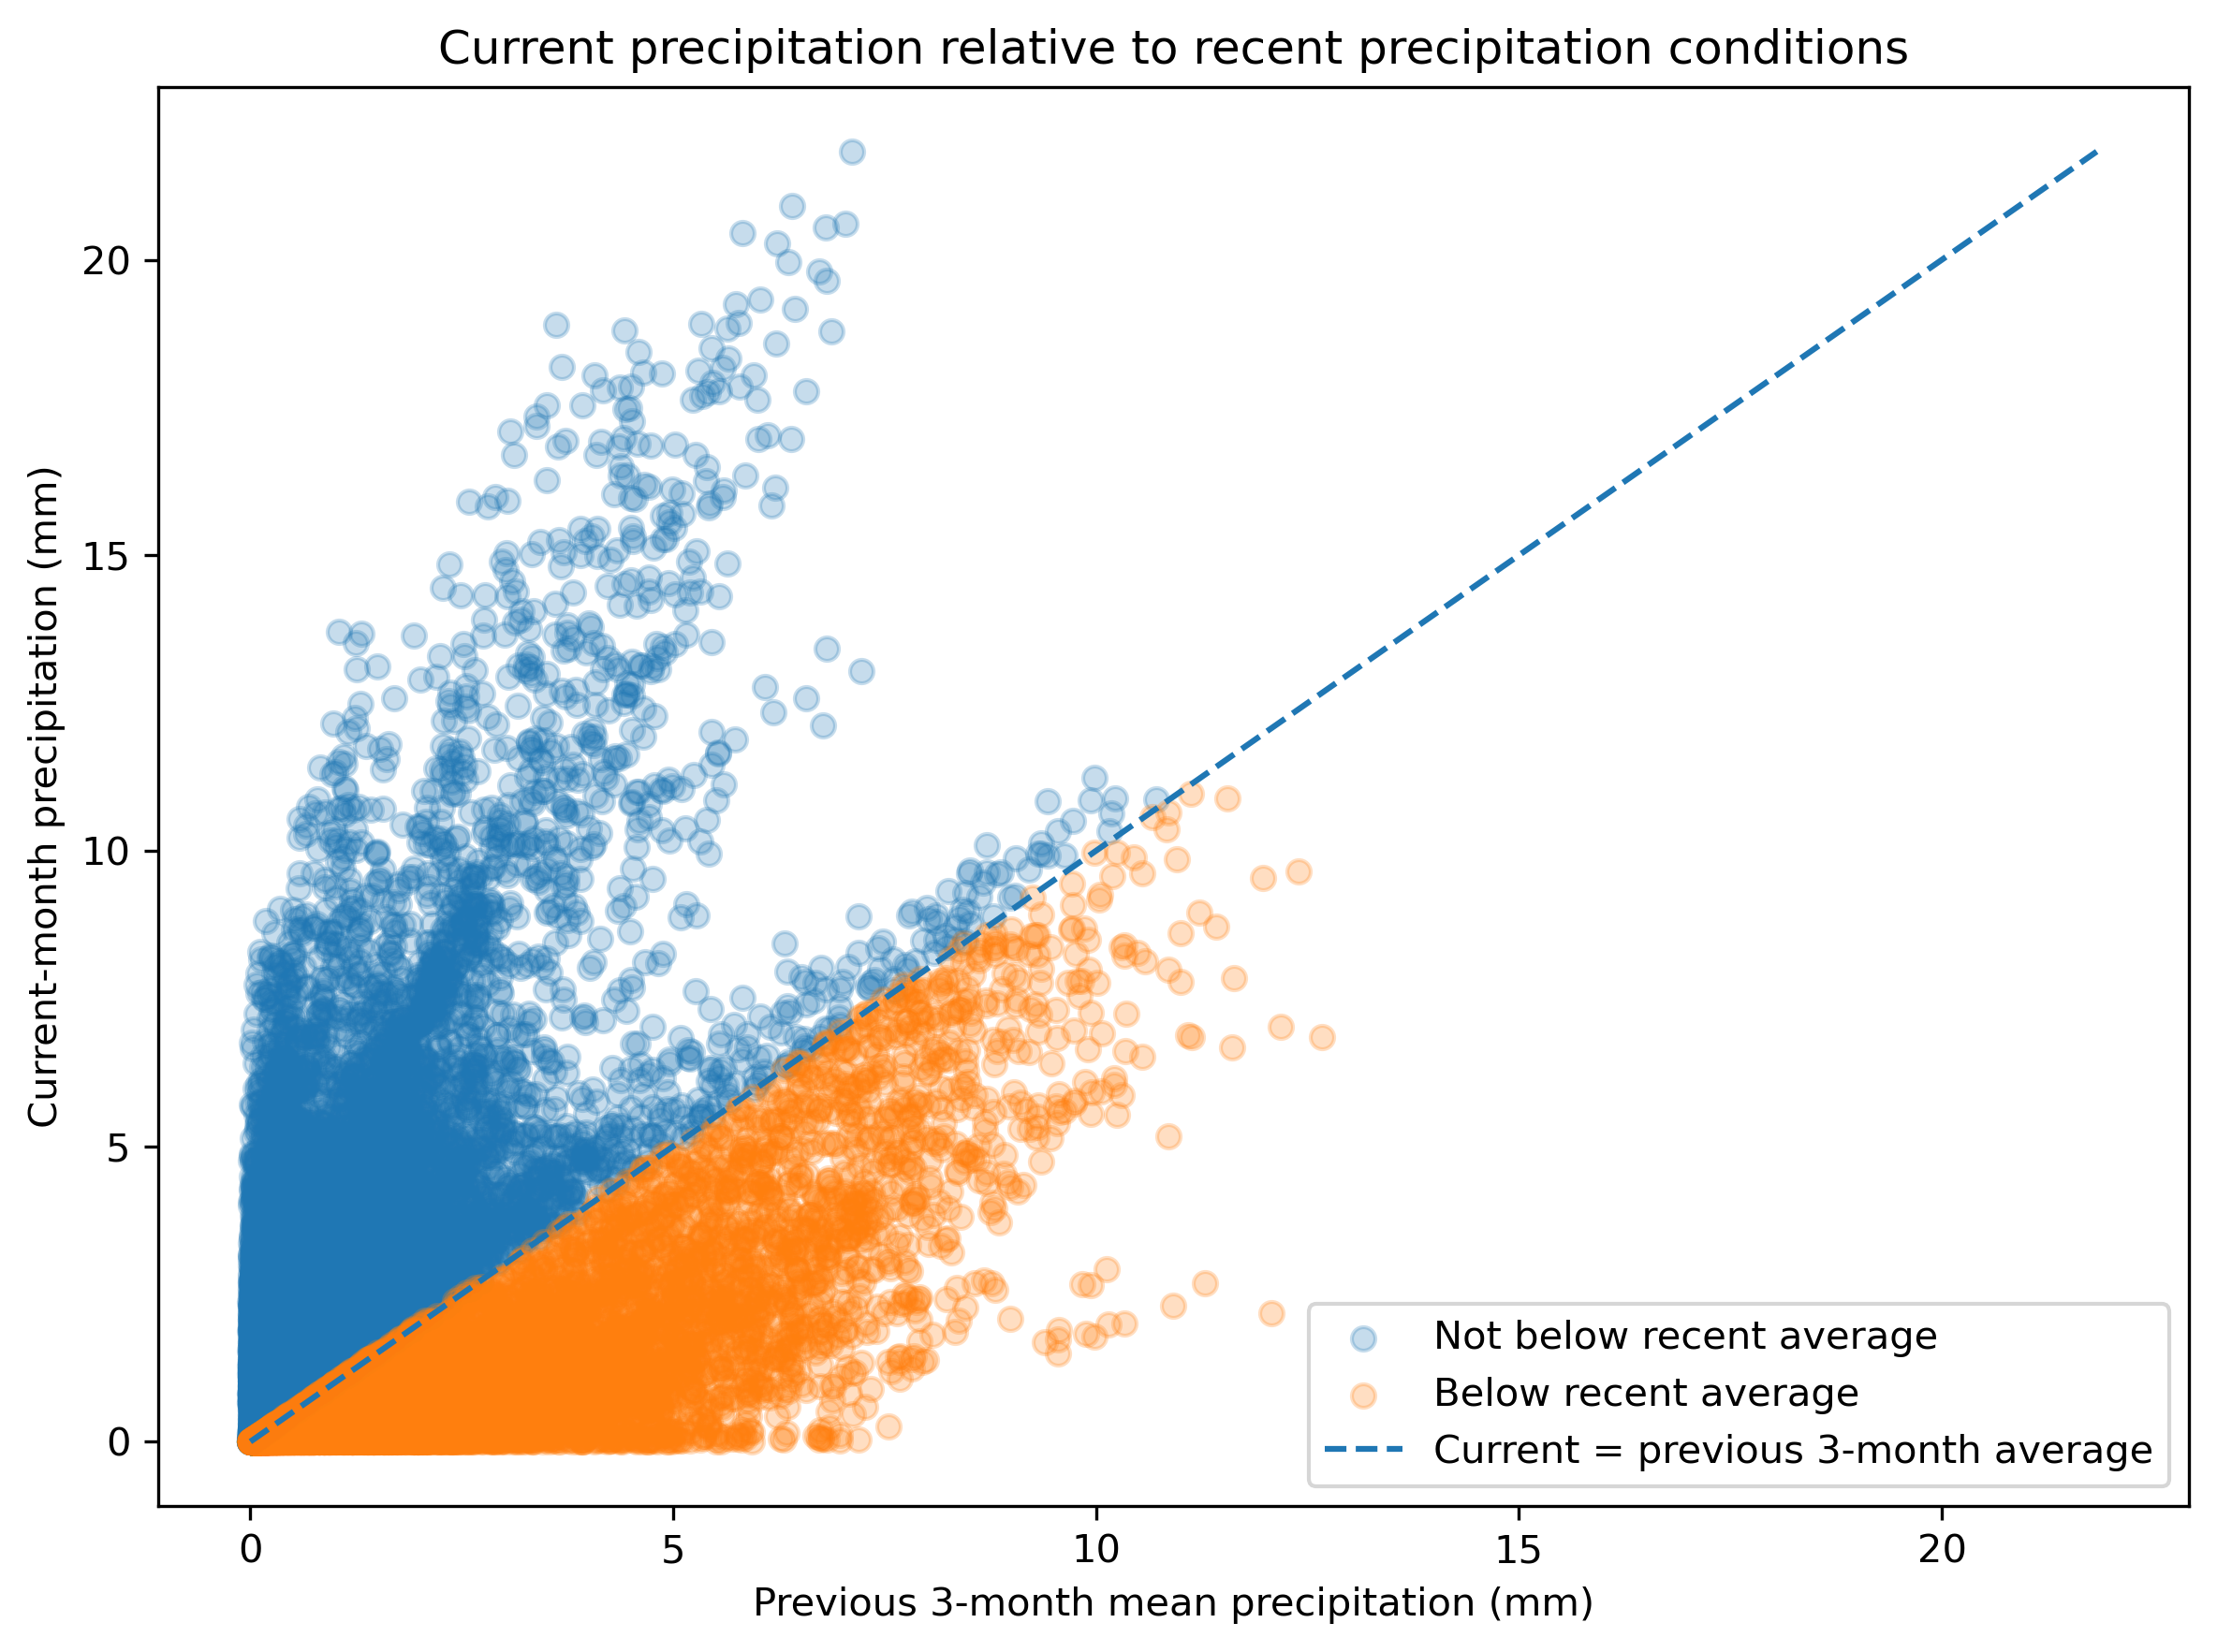 Current precipitation relative to recent precipitation conditions
Current-month precipitation (mm)
20
15
10
5
0
0 5 10 15 20
Previous 3-month mean precipitation (mm)
Not below recent average
Below recent average
Current = previous 3-month average